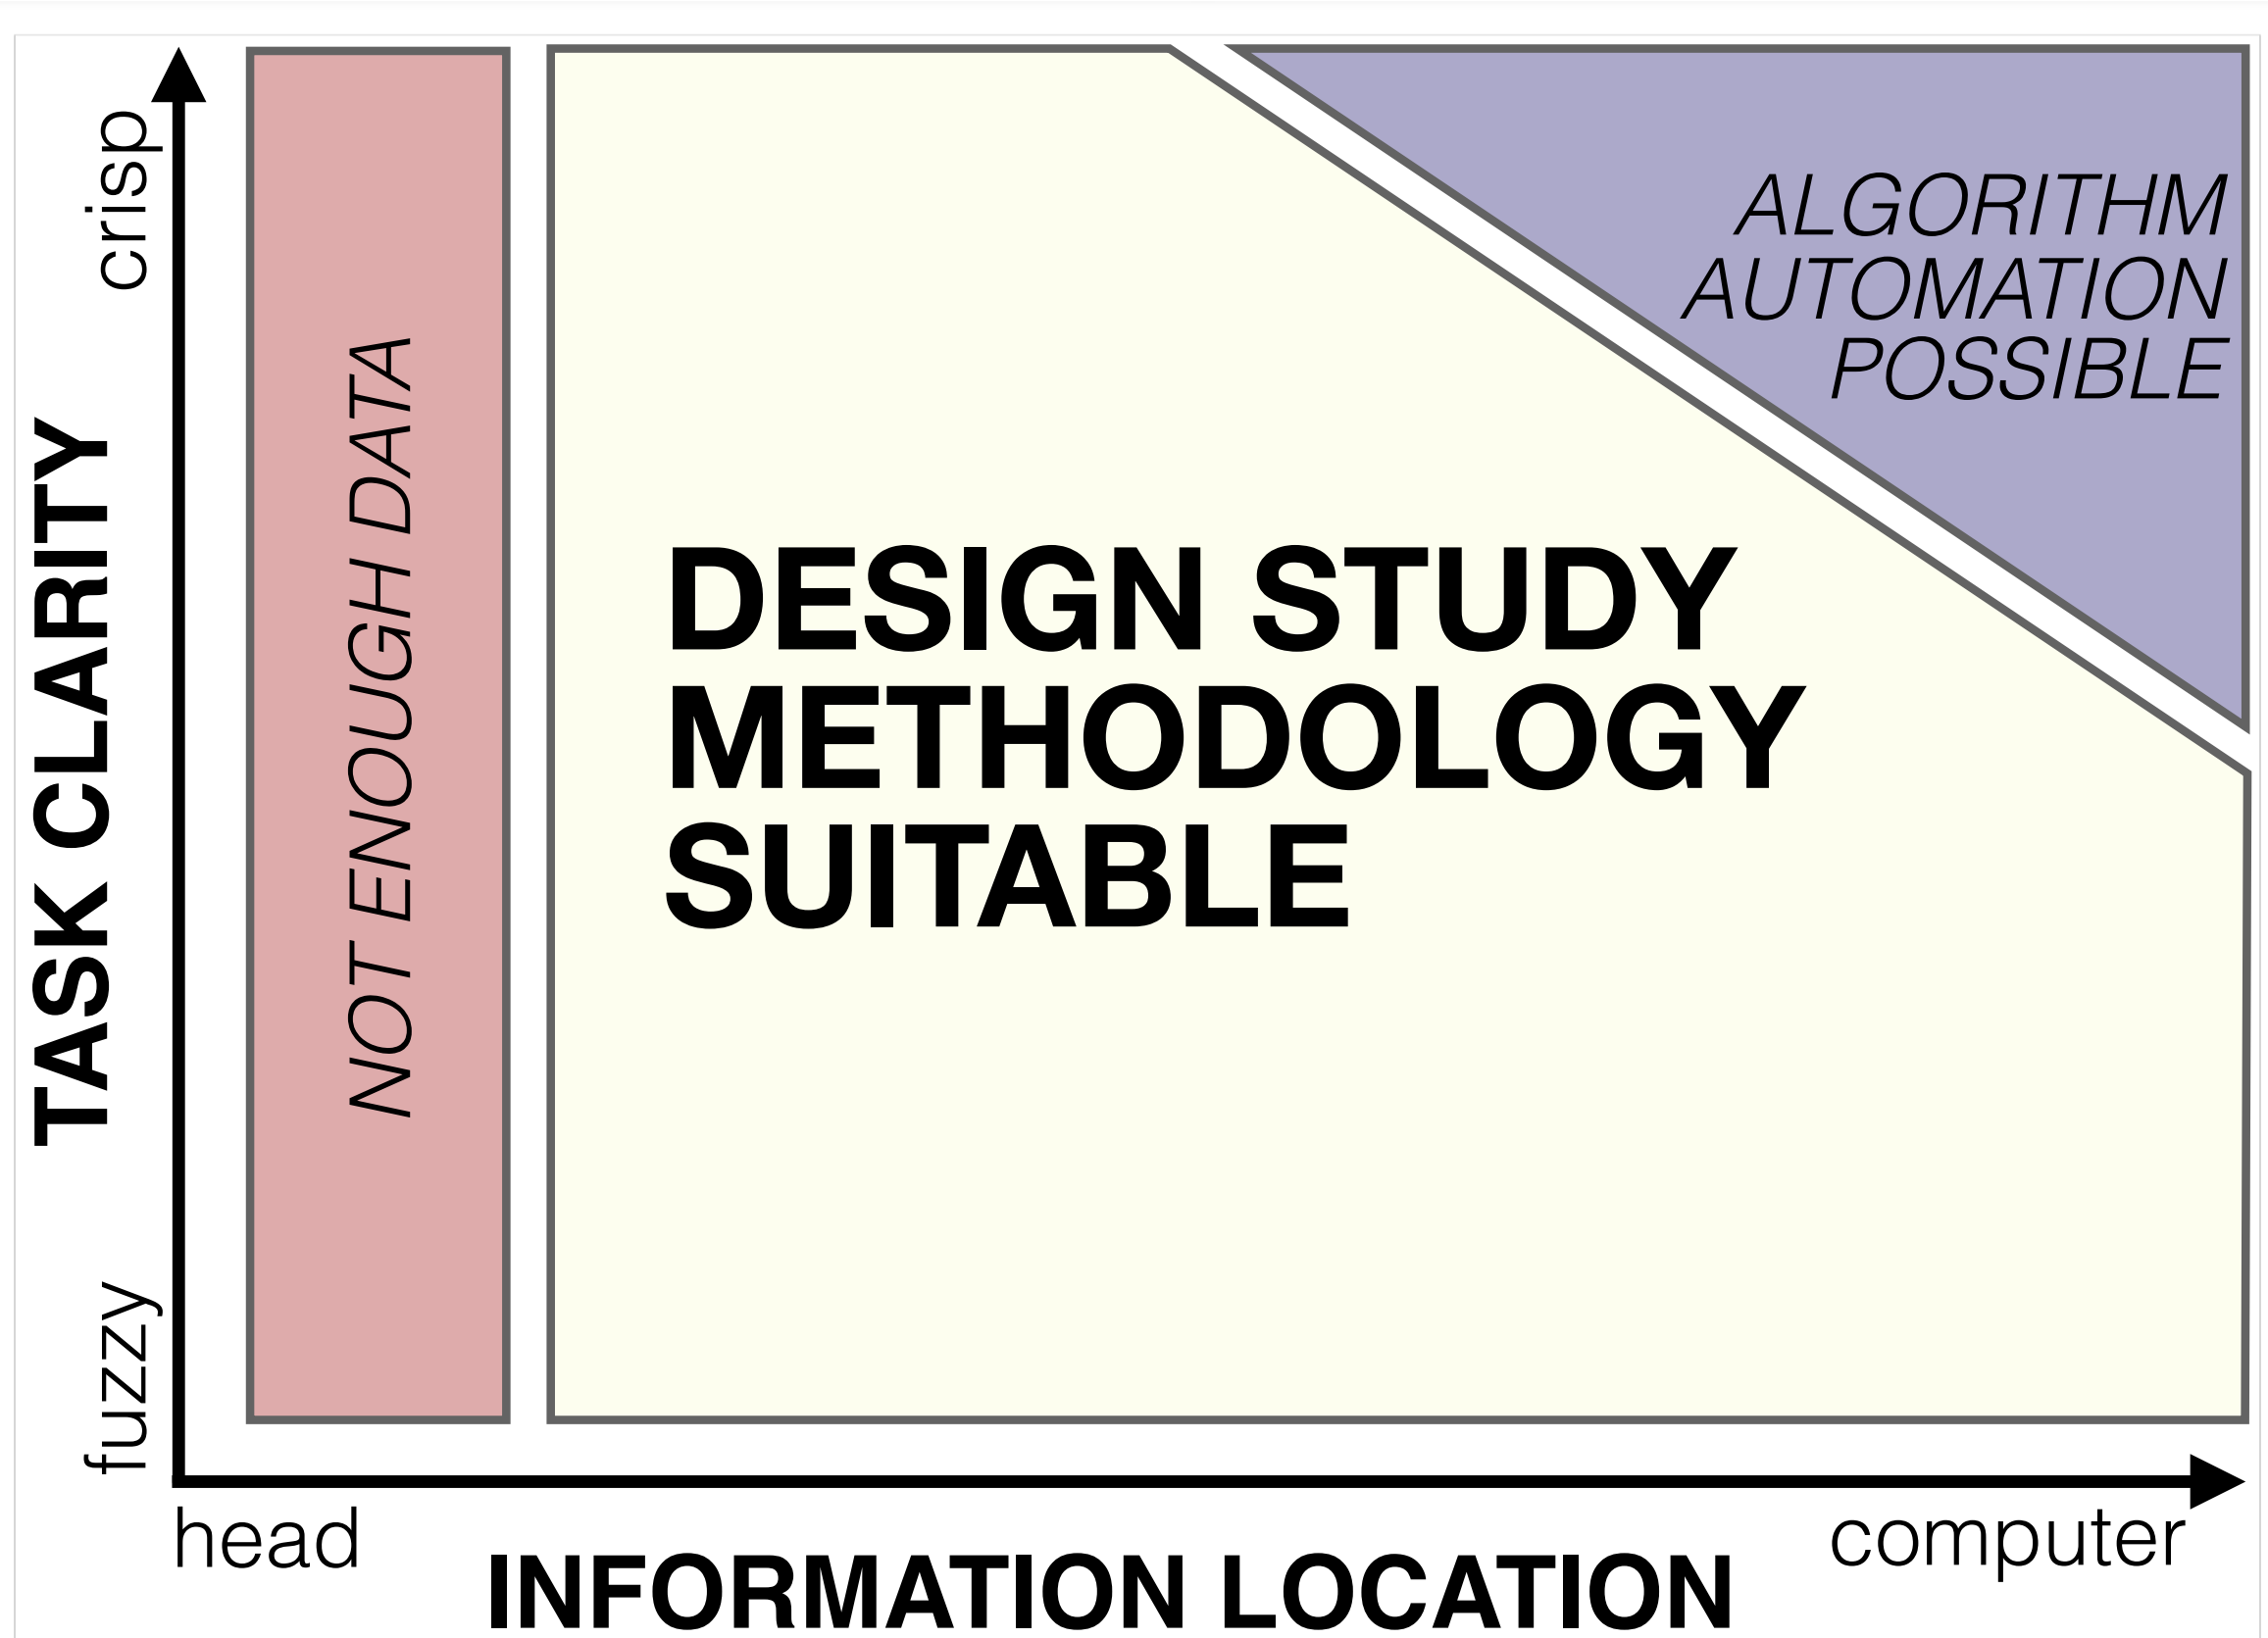 TASK CLARITY
crisp
fuzzy
NOT ENOUGH DATA
DESIGN STUDY
METHODOLOGY
SUITABLE
ALGORITHM
AUTOMATION
POSSIBLE
head
computer
INFORMATION LOCATION